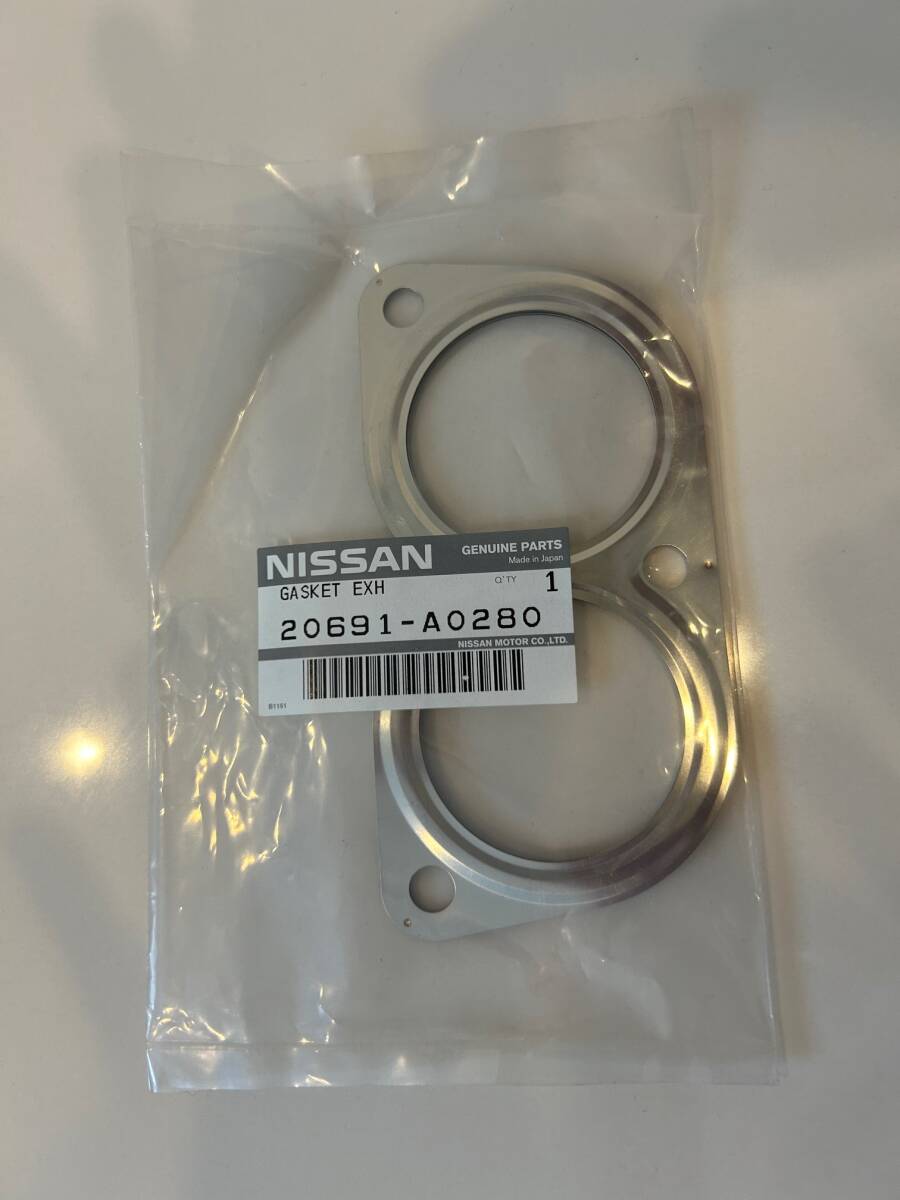 NISSAN GENUINE PARTS
Made in Japan
GASKET EXH Q'TY 1
20691-A0280
NISSAN MOTOR CO.,LTD.
B1161